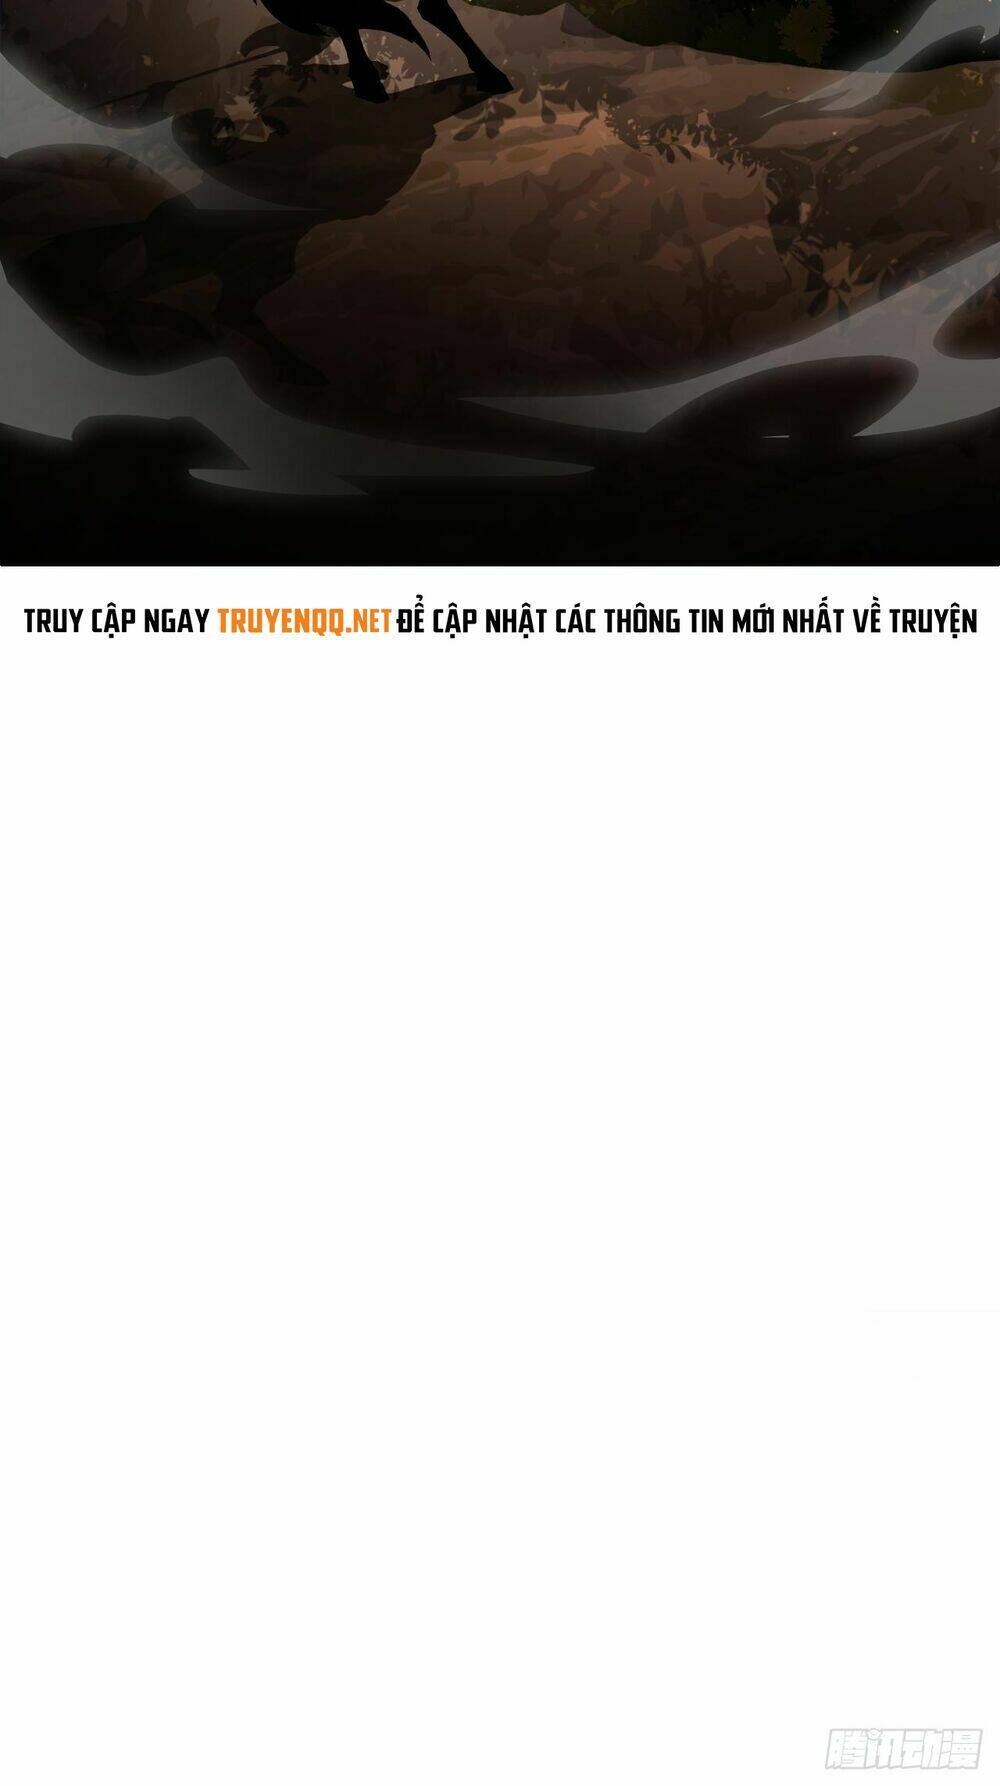 TRUY CẬP NGAY TRUYENQQ.NET ĐỂ CẬP NHẬT CÁC THÔNG TIN MỚI NHẤT VỀ TRUYỆN
腾讯动漫